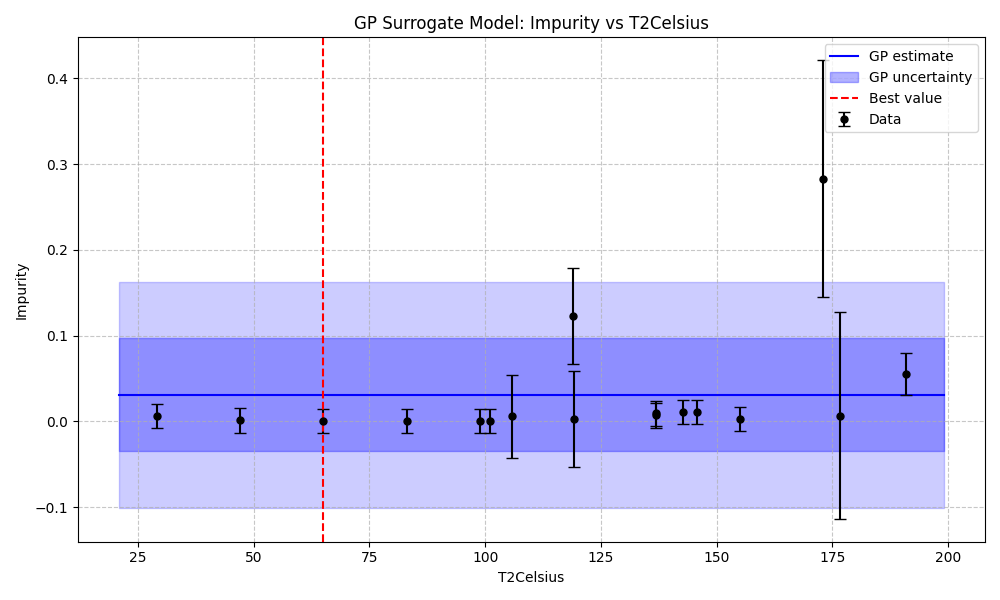 GP Surrogate Model: Impurity vs T2Celsius
GP estimate
GP uncertainty
Best value
Data
Impurity
0.4
0.3
0.2
0.1
0.0
−0.1
25 50 75 100 125 150 175 200
T2Celsius